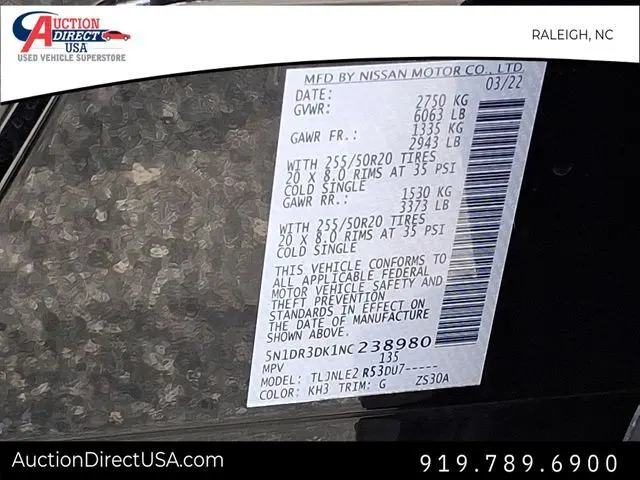 AUCTION
DIRECT
USA
USED VEHICLE SUPERSTORE
RALEIGH, NC
MFD BY NISSAN MOTOR CO., LTD.
DATE: 03/22
GVWR: 2750 KG
6063 LB
GAWR FR.: 1335 KG
2943 LB
WITH 255/50R20 TIRES
20 X 8.0 RIMS AT 35 PSI
COLD SINGLE
GAWR RR.: 1530 KG
3373 LB
WITH 255/50R20 TIRES
20 X 8.0 RIMS AT 35 PSI
COLD SINGLE
THIS VEHICLE CONFORMS TO
ALL APPLICABLE FEDERAL
MOTOR VEHICLE SAFETY AND
THEFT PREVENTION
STANDARDS IN EFFECT ON
THE DATE OF MANUFACTURE
SHOWN ABOVE.
5N1DR3DK1NC238980
MPV 135
MODEL: TLJNLE2 R53DU7-----
COLOR: KH3 TRIM: G ZS30A
AuctionDirectUSA.com
919.789.6900